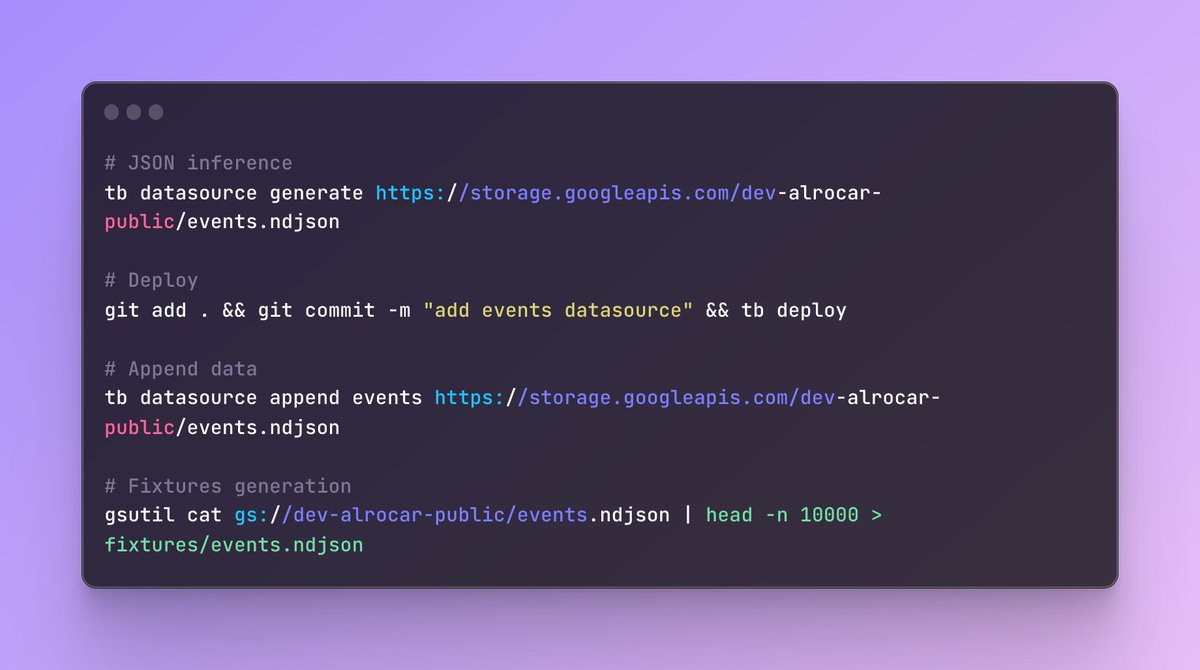 # JSON inference
tb datasource generate https://storage.googleapis.com/dev-alrocar-
public/events.ndjson
# Deploy
git add . && git commit -m "add events datasource" && tb deploy
# Append data
tb datasource append events https://storage.googleapis.com/dev-alrocar-
public/events.ndjson
# Fixtures generation
gsutil cat gs://dev-alrocar-public/events.ndjson | head -n 10000 >
fixtures/events.ndjson